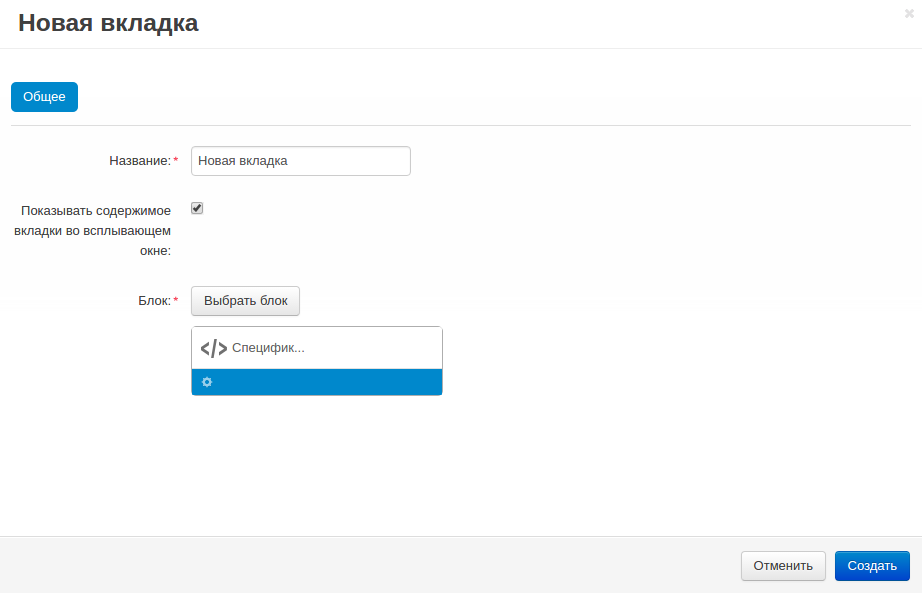 Новая вкладка
Общее
Название:*
Новая вкладка
Показывать содержимое
вкладки во всплывающем
окне:
Блок:*
Выбрать блок
</> Специфик...
Отменить
Создать